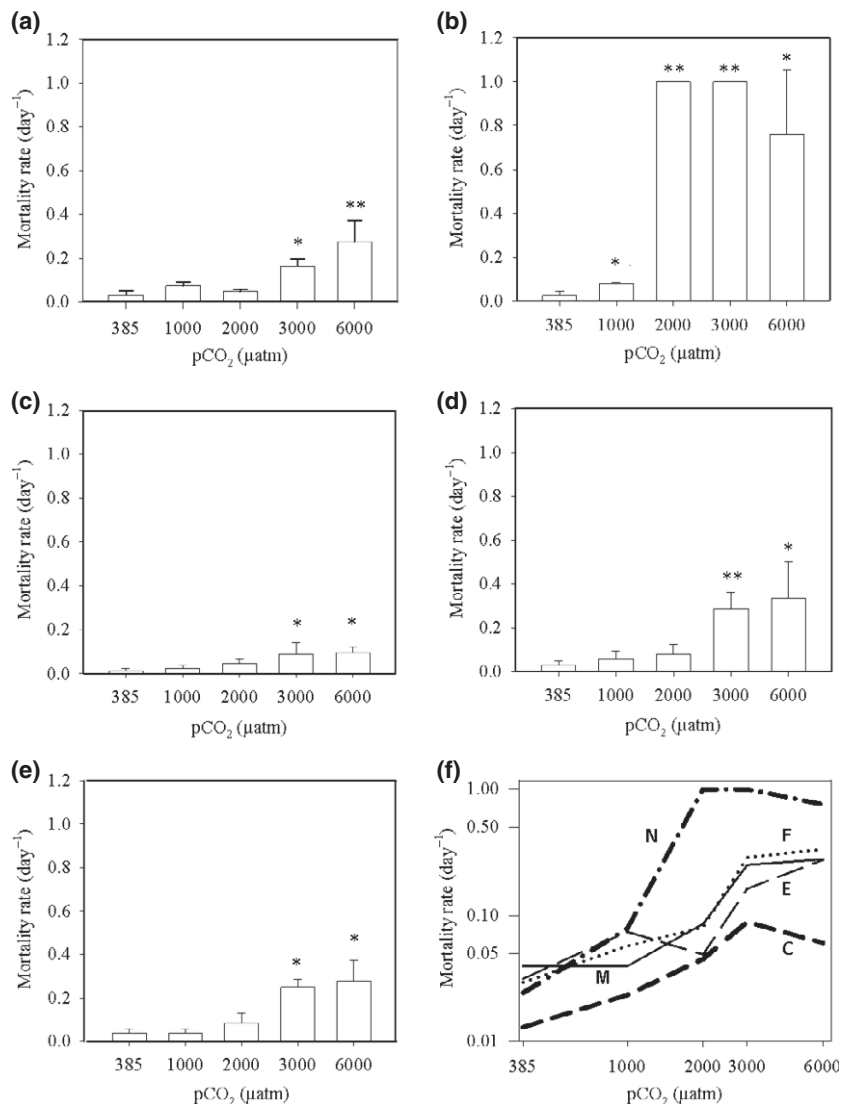 (a)
1.2
1.0
0.8
0.6
0.4
0.2
0.0
Mortality rate (day⁻¹)
* **
385 1000 2000 3000 6000
pCO₂ (µatm)
(b)
1.2
1.0
0.8
0.6
0.4
0.2
0.0
Mortality rate (day⁻¹)
* ** ** *
385 1000 2000 3000 6000
pCO₂ (µatm)
(c)
1.2
1.0
0.8
0.6
0.4
0.2
0.0
Mortality rate (day⁻¹)
* *
385 1000 2000 3000 6000
pCO₂ (µatm)
(d)
1.2
1.0
0.8
0.6
0.4
0.2
0.0
Mortality rate (day⁻¹)
** *
385 1000 2000 3000 6000
pCO₂ (µatm)
(e)
1.2
1.0
0.8
0.6
0.4
0.2
0.0
Mortality rate (day⁻¹)
* *
385 1000 2000 3000 6000
pCO₂ (µatm)
(f)
1.00
0.50
0.10
0.05
0.01
Mortality rate (day⁻¹)
N
F
E
C
M
385 1000 2000 3000 6000
pCO₂ (µatm)